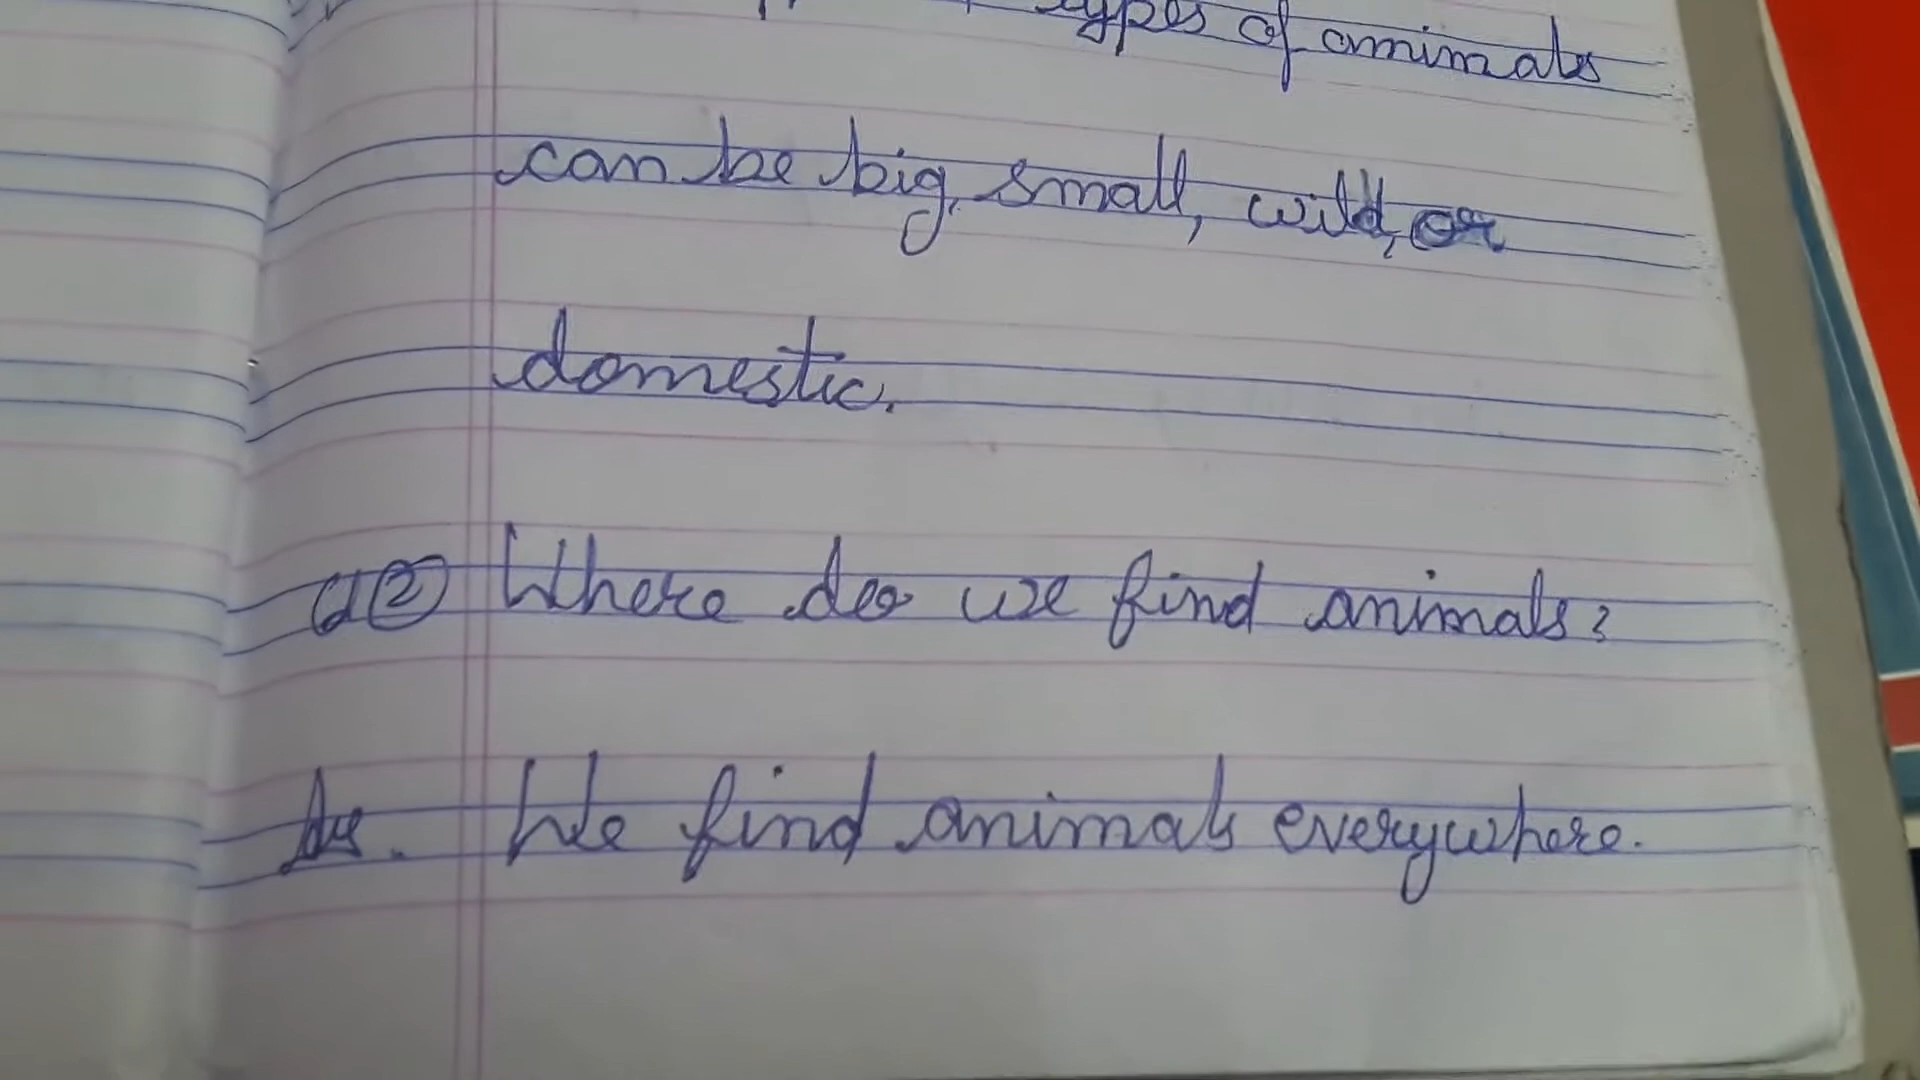 types of animals
can be big, small, wild, or
domestic.
Q2 Where do we find animals?
As. We find animals everywhere.